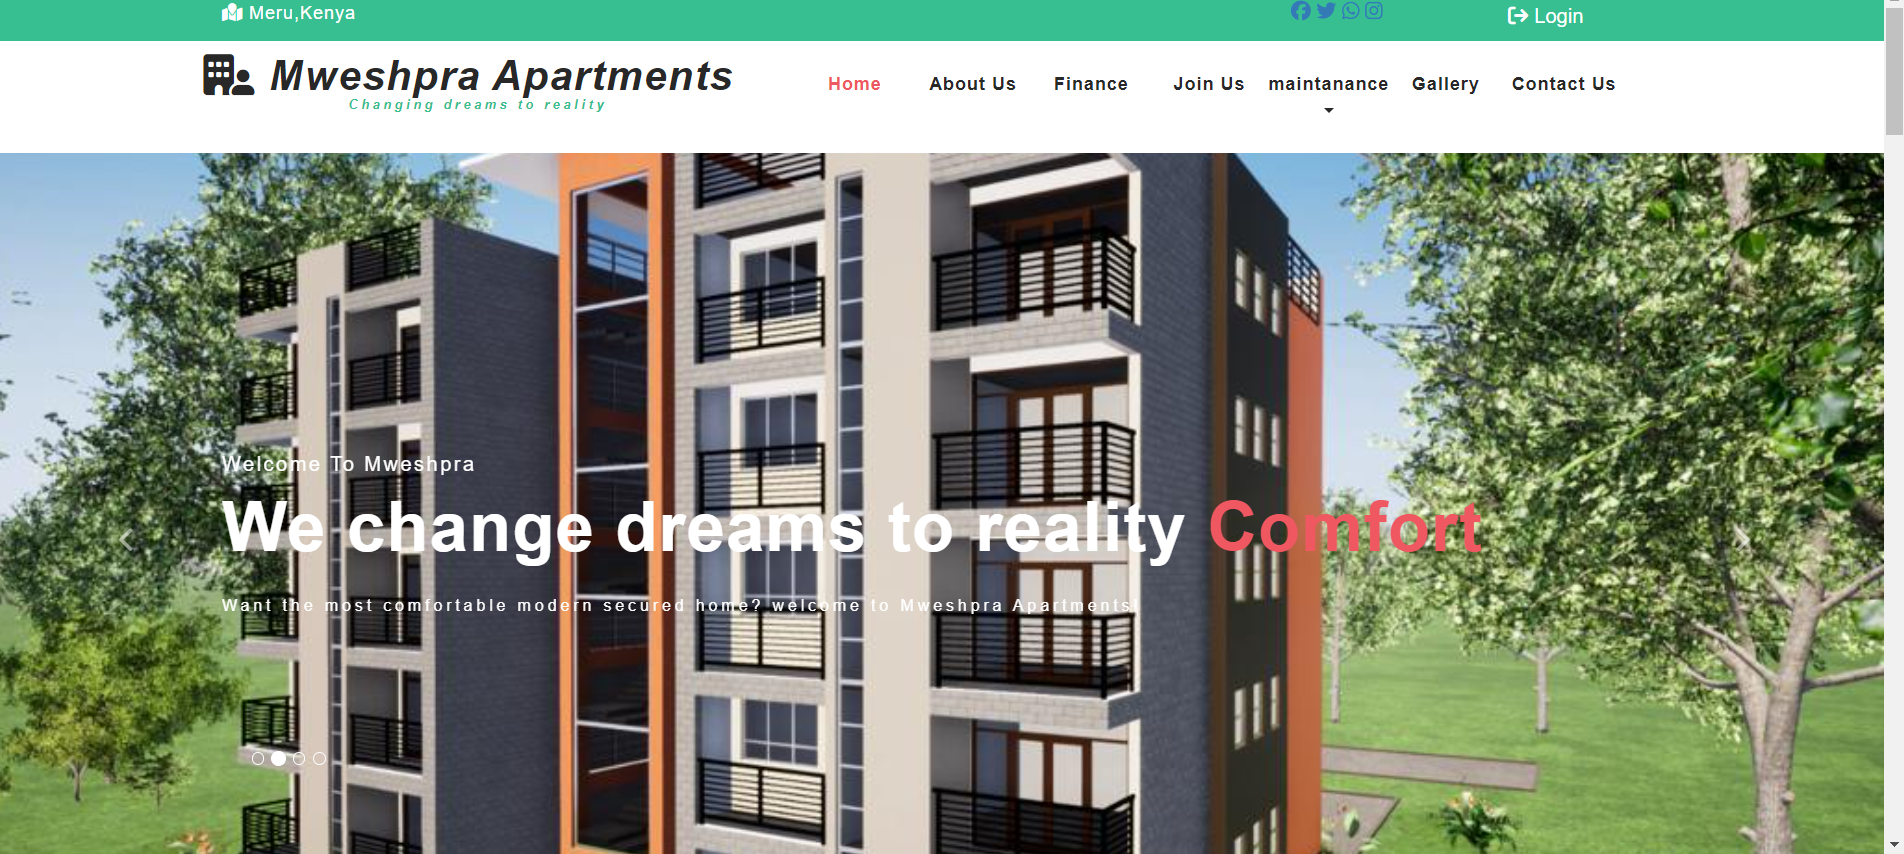 Meru,Kenya
Login
Mweshpra Apartments
Changing dreams to reality
Home
About Us
Finance
Join Us
maintanance
Gallery
Contact Us
Welcome To Mweshpra
We change dreams to reality Comfort
Want the most comfortable modern secured home? welcome to Mweshpra Apartments!